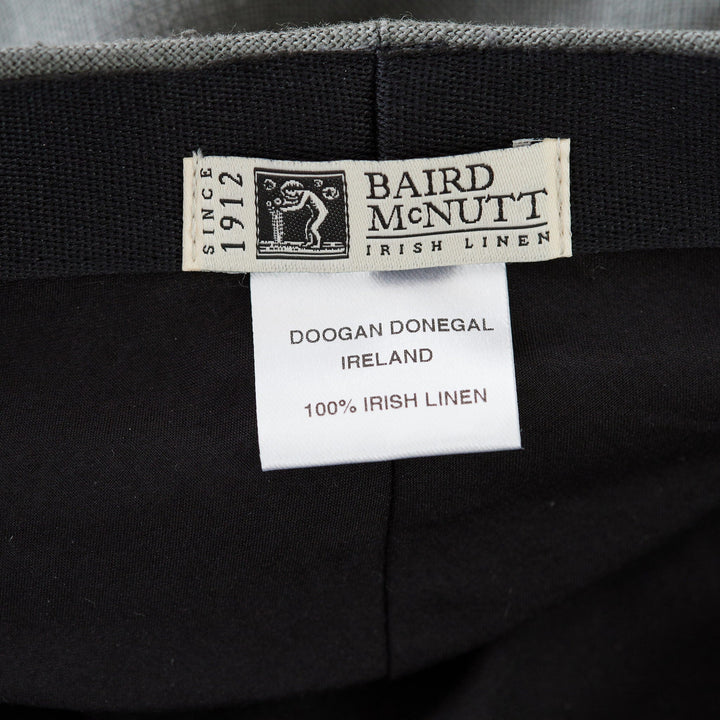 SINCE
1912
BAIRD
McNUTT
IRISH LINEN
DOOGAN DONEGAL
IRELAND
100% IRISH LINEN